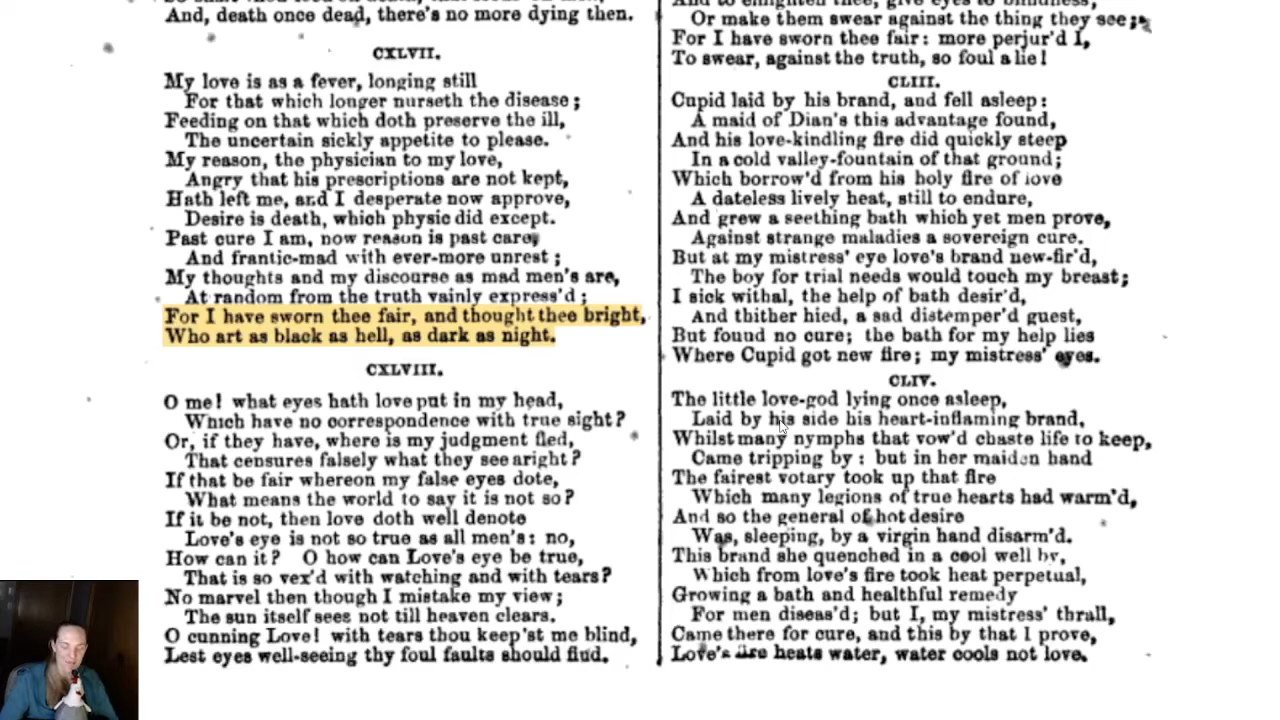 And, death once dead, there's no more dying then.
CXLVII.
My love is as a fever, longing still
For that which longer nurseth the disease;
Feeding on that which doth preserve the ill,
The uncertain sickly appetite to please.
My reason, the physician to my love,
Angry that his prescriptions are not kept,
Hath left me, and I desperate now approve,
Desire is death, which physic did except.
Past cure I am, now reason is past care,
And frantic-mad with ever-more unrest;
My thoughts and my discourse as mad men's are,
At random from the truth vainly express'd;
For I have sworn thee fair, and thought thee bright,
Who art as black as hell, as dark as night.
CXLVIII.
O me! what eyes hath love put in my head,
Which have no correspondence with true sight?
Or, if they have, where is my judgment fled,
That censures falsely what they see aright?
If that be fair whereon my false eyes dote,
What means the world to say it is not so?
If it be not, then love doth well denote
Love's eye is not so true as all men's: no,
How can it? O how can Love's eye be true,
That is so vex'd with watching and with tears?
No marvel then though I mistake my view;
The sun itself sees not till heaven clears.
O cunning Love! with tears thou keep'st me blind,
Lest eyes well-seeing thy foul faults should find.
And to enlighten thee, give eyes to blindness,
Or make them swear against the thing they see;
For I have sworn thee fair: more perjur'd I,
To swear, against the truth, so foul a lie!
CLIII.
Cupid laid by his brand, and fell asleep:
A maid of Dian's this advantage found,
And his love-kindling fire did quickly steep
In a cold valley-fountain of that ground;
Which borrow'd from his holy fire of love
A dateless lively heat, still to endure,
And grew a seething bath which yet men prove,
Against strange maladies a sovereign cure.
But at my mistress' eye love's brand new-fir'd,
The boy for trial needs would touch my breast;
I sick withal, the help of bath desir'd,
And thither hied, a sad distemper'd guest,
But found no cure; the bath for my help lies
Where Cupid got new fire; my mistress' eyes.
CLIV.
The little love-god lying once asleep,
Laid by his side his heart-inflaming brand,
Whilst many nymphs that vow'd chaste life to keep,
Came tripping by: but in her maiden hand
The fairest votary took up that fire
Which many legions of true hearts had warm'd,
And so the general of hot desire
Was, sleeping, by a virgin hand disarm'd.
This brand she quenched in a cool well by,
Which from love's fire took heat perpetual,
Growing a bath and healthful remedy
For men diseas'd; but I, my mistress' thrall,
Came there for cure, and this by that I prove,
Love's fire heats water, water cools not love.